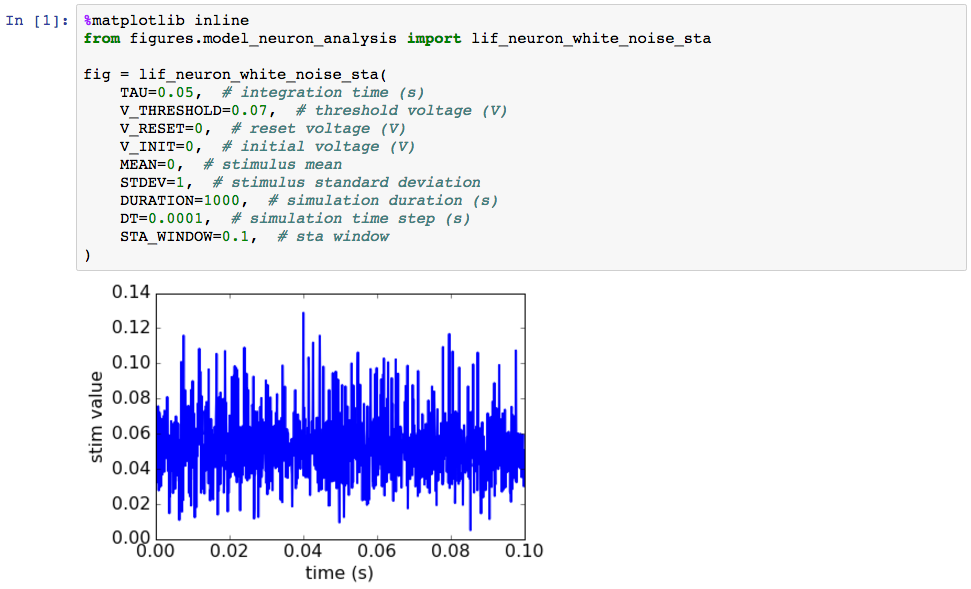 In [1]: %matplotlib inline
from figures.model_neuron_analysis import lif_neuron_white_noise_sta
fig = lif_neuron_white_noise_sta(
TAU=0.05,  # integration time (s)
V_THRESHOLD=0.07,  # threshold voltage (V)
V_RESET=0,  # reset voltage (V)
V_INIT=0,  # initial voltage (V)
MEAN=0,  # stimulus mean
STDEV=1,  # stimulus standard deviation
DURATION=1000,  # simulation duration (s)
DT=0.0001,  # simulation time step (s)
STA_WINDOW=0.1,  # sta window
)
0.14
0.12
0.10
0.08
0.06
0.04
0.02
0.00
stim value
0.00 0.02 0.04 0.06 0.08 0.10
time (s)